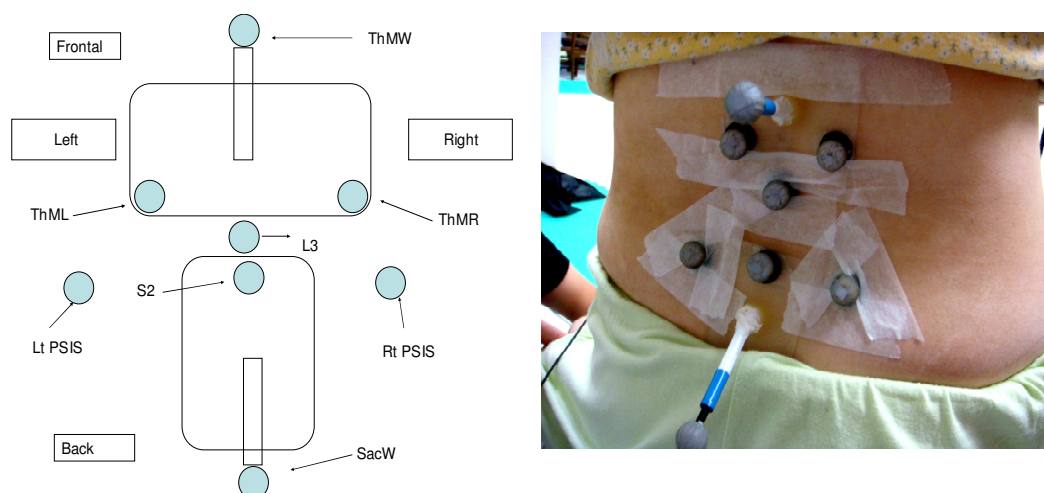 Frontal
ThMW
Left
Right
ThML
ThMR
L3
S2
Lt PSIS
Rt PSIS
Back
SacW